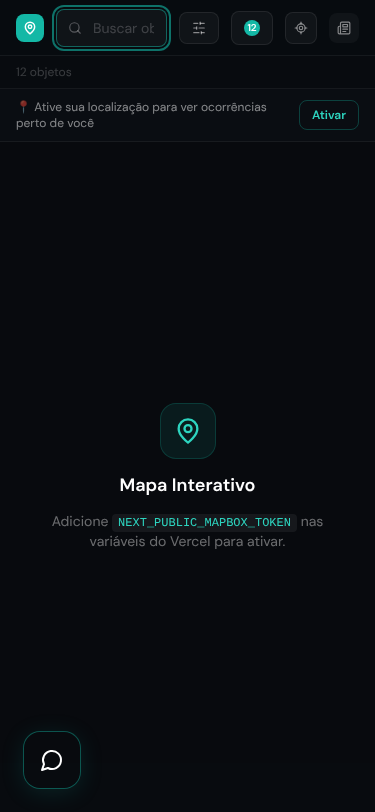 Buscar ob
12
12 objetos
📍 Ative sua localização para ver ocorrências
perto de você
Ativar
Mapa Interativo
Adicione NEXT_PUBLIC_MAPBOX_TOKEN nas
variáveis do Vercel para ativar.